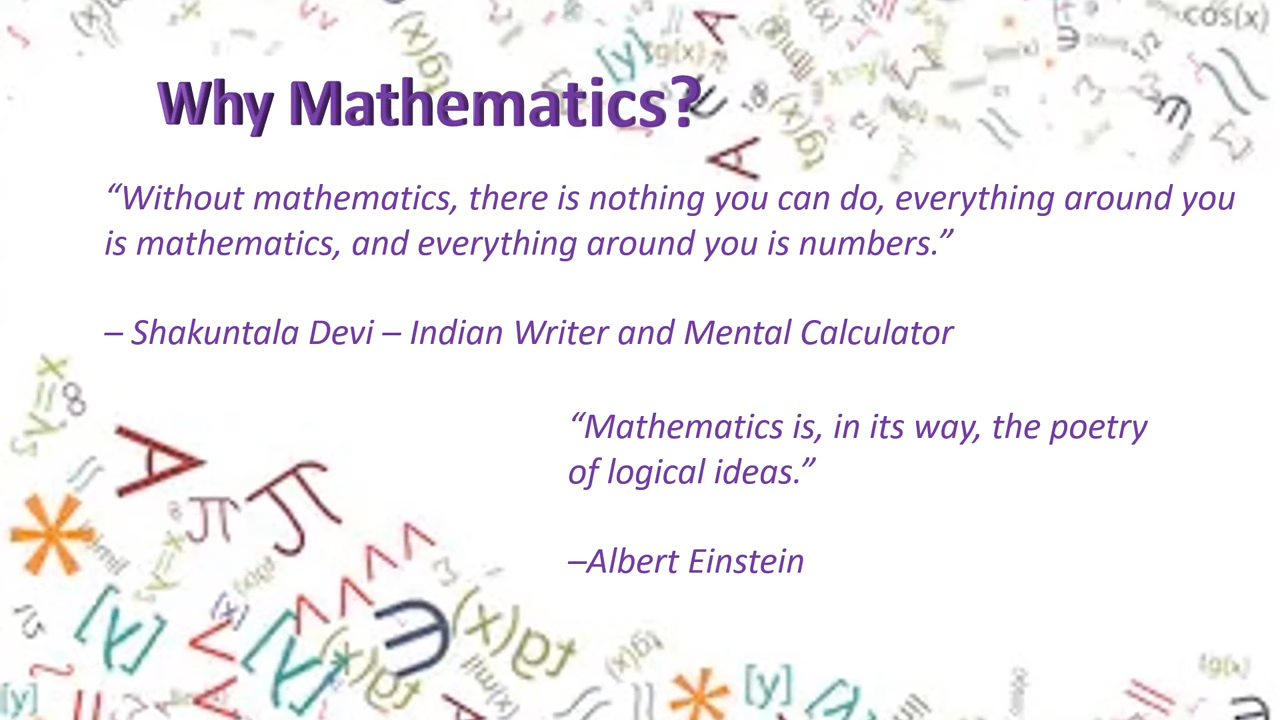 cos(x)
Why Mathematics?
“Without mathematics, there is nothing you can do, everything around you
is mathematics, and everything around you is numbers.”
– Shakuntala Devi – Indian Writer and Mental Calculator
“Mathematics is, in its way, the poetry
of logical ideas.”
–Albert Einstein